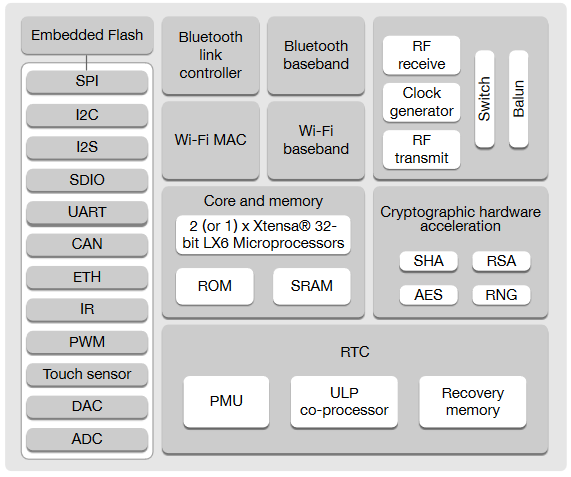 Embedded Flash
SPI
I2C
I2S
SDIO
UART
CAN
ETH
IR
PWM
Touch sensor
DAC
ADC
Bluetooth
link
controller
Bluetooth
baseband
Wi-Fi MAC
Wi-Fi
baseband
RF
receive
Clock
generator
RF
transmit
Switch
Balun
Core and memory
2 (or 1) x Xtensa® 32-
bit LX6 Microprocessors
ROM
SRAM
Cryptographic hardware
acceleration
SHA
RSA
AES
RNG
RTC
PMU
ULP
co-processor
Recovery
memory